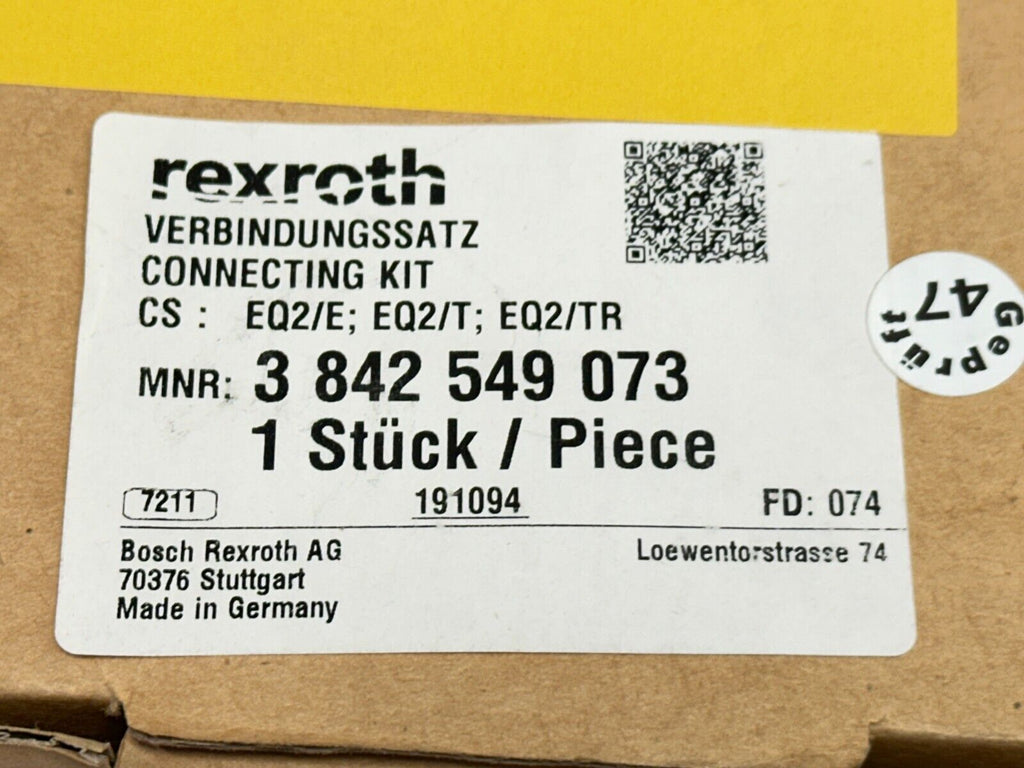 rexroth
VERBINDUNGSSATZ
CONNECTING KIT
CS : EQ2/E; EQ2/T; EQ2/TR
MNR: 3 842 549 073
1 Stück / Piece
7211 191094 FD: 074
Bosch Rexroth AG Loewentorstrasse 74
70376 Stuttgart
Made in Germany
Geprüft
47